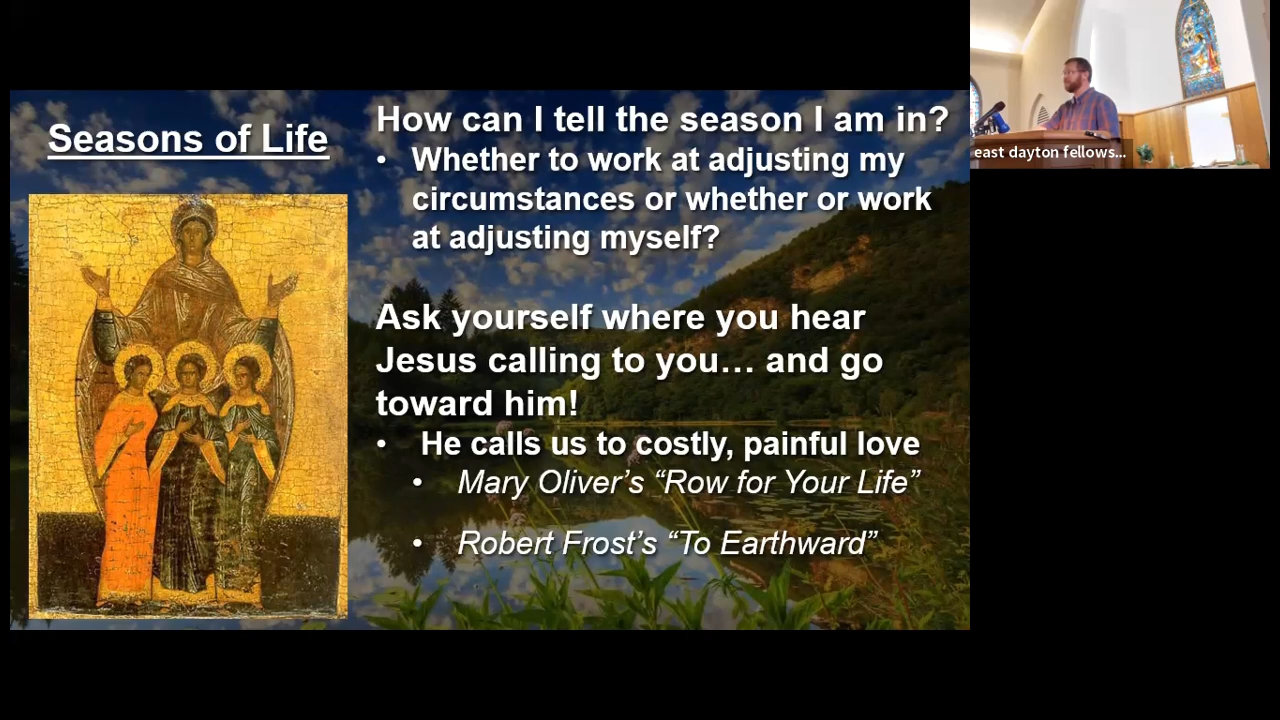 Seasons of Life
How can I tell the season I am in?
• Whether to work at adjusting my
circumstances or whether or work
at adjusting myself?
Ask yourself where you hear
Jesus calling to you… and go
toward him!
• He calls us to costly, painful love
• Mary Oliver’s “Row for Your Life”
• Robert Frost’s “To Earthward”
east dayton fellows...